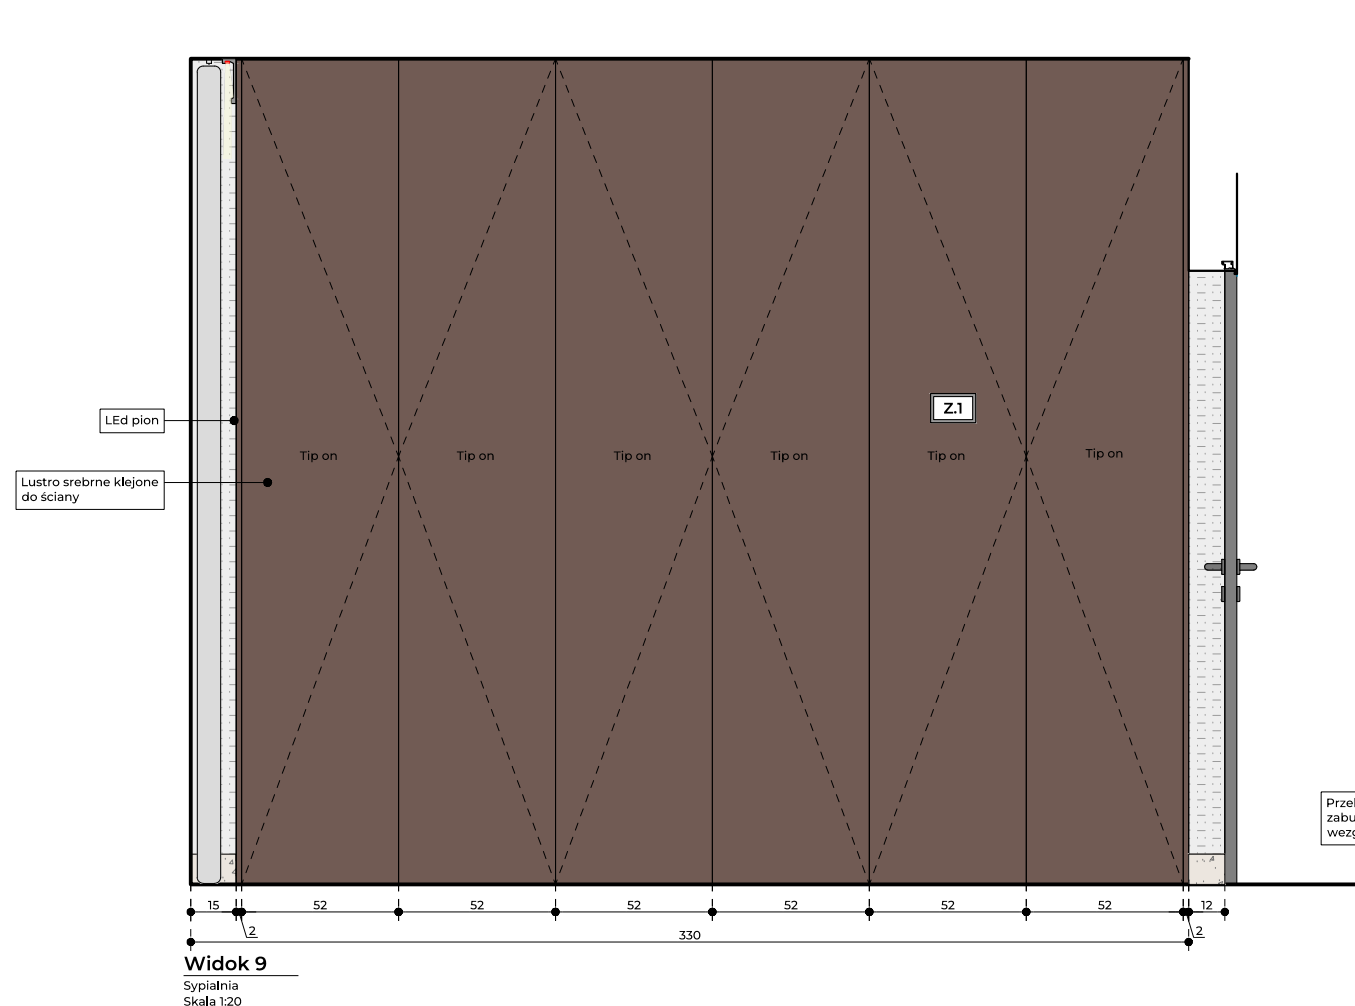 Z.1
LEd pion
Tip on
Tip on
Tip on
Tip on
Tip on
Tip on
Lustro srebrne klejone
do ściany
15
52
52
52
52
52
52
12
2
2
330
Widok 9
Sypialnia
Skala 1:20